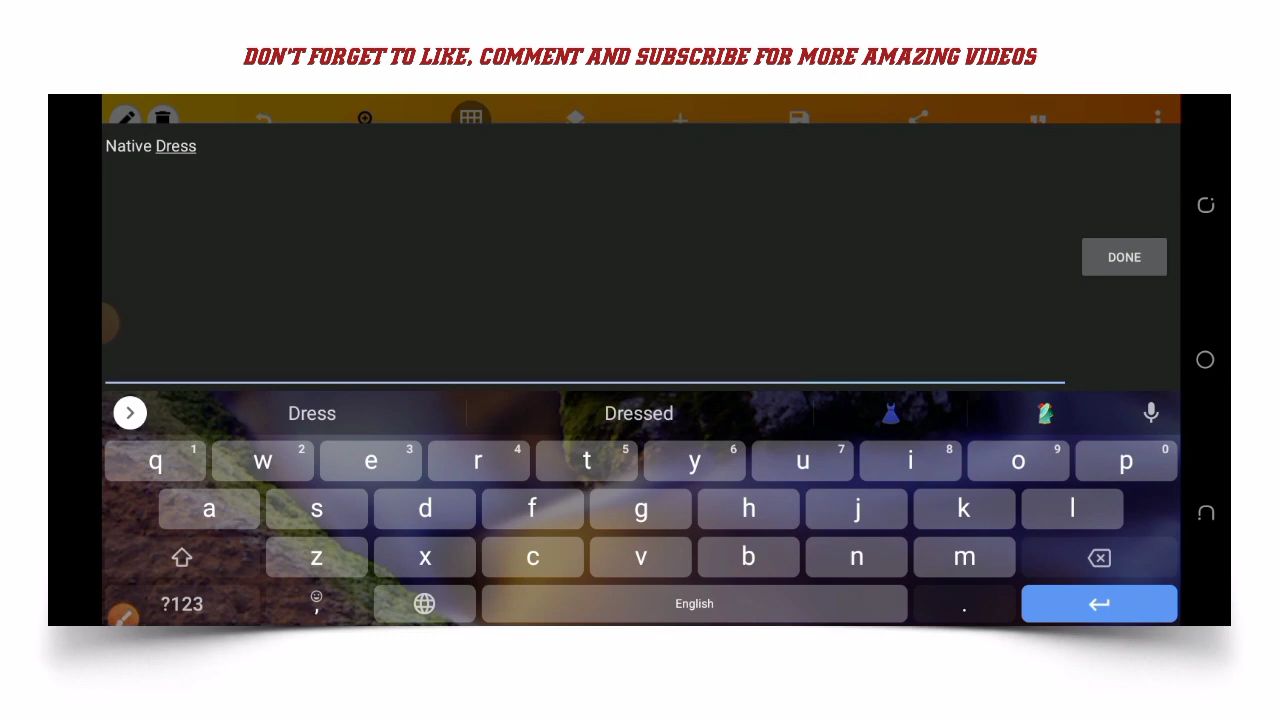 DON'T FORGET TO LIKE, COMMENT AND SUBSCRIBE FOR MORE AMAZING VIDEOS
Native Dress
DONE
Dress Dressed
q 1 w 2 e 3 r 4 t 5 y 6 u 7 i 8 o 9 p 0
a s d f g h j k l
z x c v b n m
?123 , English .